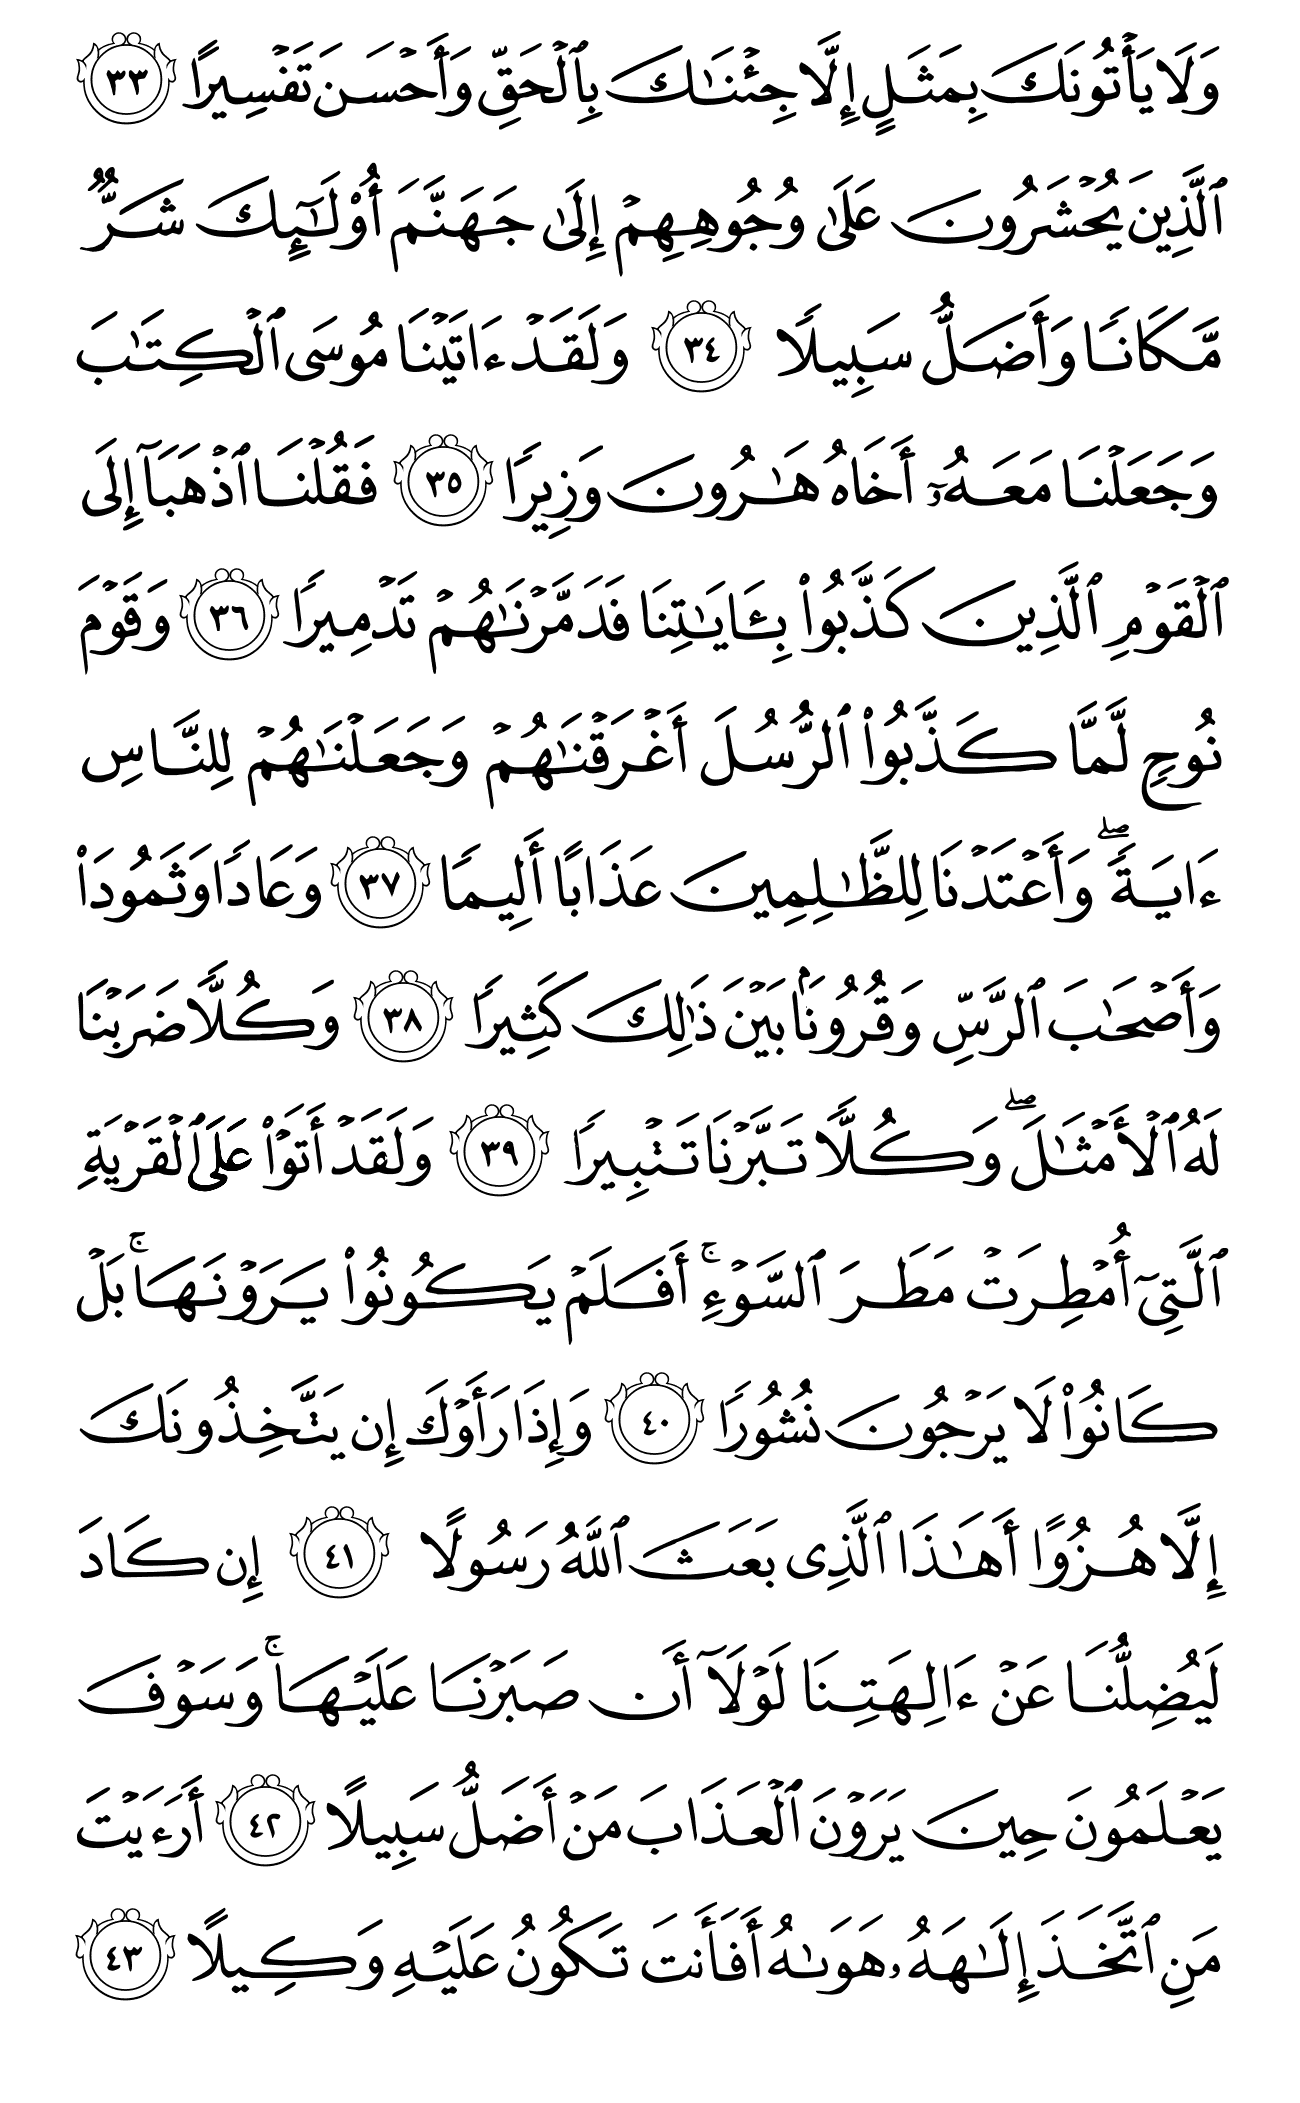 وَلَا يَأْتُونَكَ بِمَثَلٍ إِلَّا جِئْنَٰكَ بِٱلْحَقِّ وَأَحْسَنَ تَفْسِيرًا ٣٣
ٱلَّذِينَ يُحْشَرُونَ عَلَىٰ وُجُوهِهِمْ إِلَىٰ جَهَنَّمَ أُو۟لَٰٓئِكَ شَرٌّ
مَّكَانًا وَأَضَلُّ سَبِيلًا ٣٤ وَلَقَدْ ءَاتَيْنَا مُوسَى ٱلْكِتَٰبَ
وَجَعَلْنَا مَعَهُۥٓ أَخَاهُ هَٰرُونَ وَزِيرًا ٣٥ فَقُلْنَا ٱذْهَبَآ إِلَى
ٱلْقَوْمِ ٱلَّذِينَ كَذَّبُوا۟ بِـَٔايَٰتِنَا فَدَمَّرْنَٰهُمْ تَدْمِيرًا ٣٦ وَقَوْمَ
نُوحٍ لَّمَّا كَذَّبُوا۟ ٱلرُّسُلَ أَغْرَقْنَٰهُمْ وَجَعَلْنَٰهُمْ لِلنَّاسِ
ءَايَةً ۖ وَأَعْتَدْنَا لِلظَّٰلِمِينَ عَذَابًا أَلِيمًا ٣٧ وَعَادًا وَثَمُودَا۟
وَأَصْحَٰبَ ٱلرَّسِّ وَقُرُونًۢا بَيْنَ ذَٰلِكَ كَثِيرًا ٣٨ وَكُلًّا ضَرَبْنَا
لَهُ ٱلْأَمْثَٰلَ ۖ وَكُلًّا تَبَّرْنَا تَتْبِيرًا ٣٩ وَلَقَدْ أَتَوْا۟ عَلَى ٱلْقَرْيَةِ
ٱلَّتِىٓ أُمْطِرَتْ مَطَرَ ٱلسَّوْءِ ۚ أَفَلَمْ يَكُونُوا۟ يَرَوْنَهَا ۚ بَلْ
كَانُوا۟ لَا يَرْجُونَ نُشُورًا ٤٠ وَإِذَا رَأَوْكَ إِن يَتَّخِذُونَكَ
إِلَّا هُزُوًا أَهَٰذَا ٱلَّذِى بَعَثَ ٱللَّهُ رَسُولًا ٤١ إِن كَادَ
لَيُضِلُّنَا عَنْ ءَالِهَتِنَا لَوْلَآ أَن صَبَرْنَا عَلَيْهَا ۚ وَسَوْفَ
يَعْلَمُونَ حِينَ يَرَوْنَ ٱلْعَذَابَ مَنْ أَضَلُّ سَبِيلًا ٤٢ أَرَءَيْتَ
مَنِ ٱتَّخَذَ إِلَٰهَهُۥ هَوَىٰهُ أَفَأَنتَ تَكُونُ عَلَيْهِ وَكِيلًا ٤٣